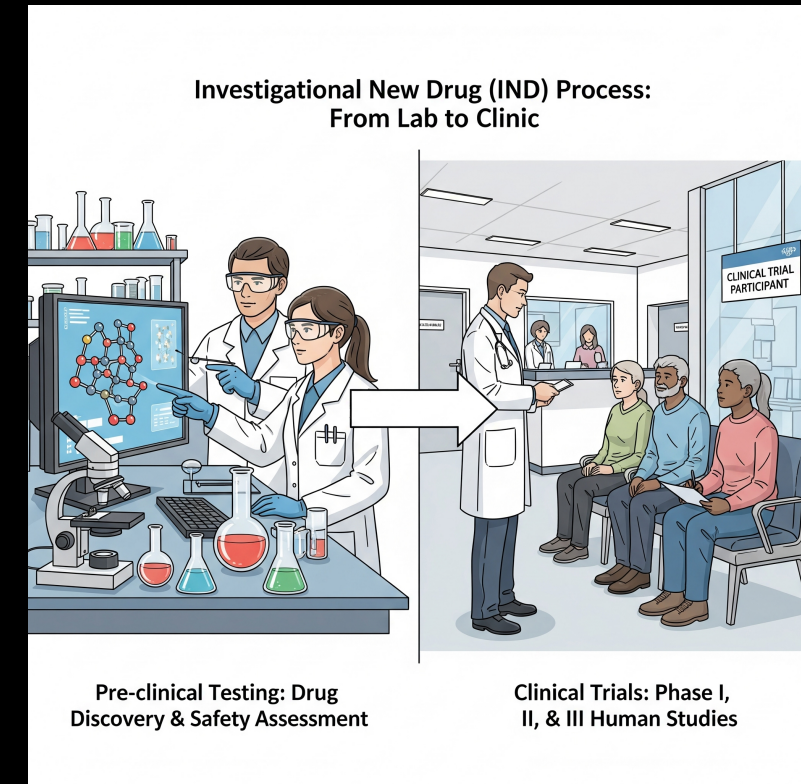 Investigational New Drug (IND) Process:
From Lab to Clinic
CLINICAL TRIAL
PARTICIPANT
Pre-clinical Testing: Drug
Discovery & Safety Assessment
Clinical Trials: Phase I,
II, & III Human Studies